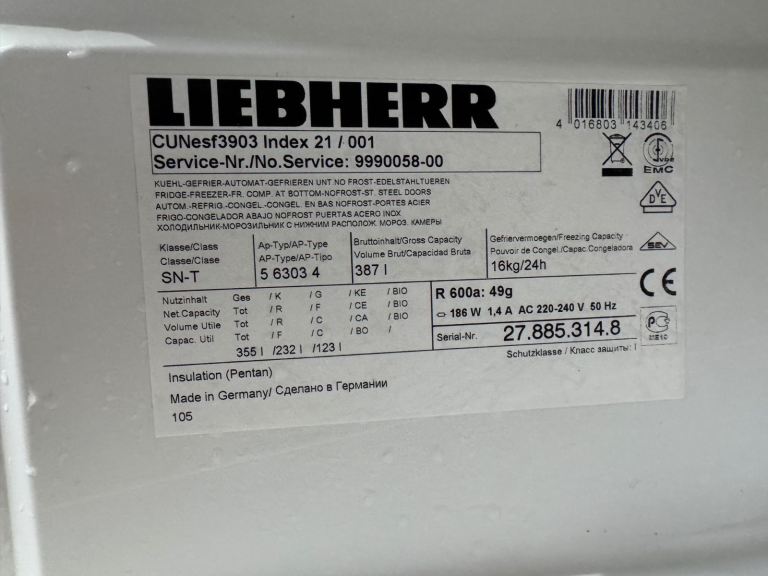 LIEBHERR
4 016803 143406
CUNesf3903 Index 21 / 001
Service-Nr./No.Service: 9990058-00
KUEHL-GEFRIER-AUTOMAT-GEFRIEREN UNT NO FROST-EDELSTAHLTUEREN
FRIDGE-FREEZER-FR. COMP. AT BOTTOM-NOFROST-ST. STEEL DOORS
AUTOM.-REFRIG.-CONGEL.-CONGEL. EN BAS NOFROST-PORTES ACIER
FRIGO-CONGELADOR ABAJO NOFROST PUERTAS ACERO INOX
ХОЛОДИЛЬНИК-МОРОЗИЛЬНИК С НИЖНИМ РАСПОЛОЖ. МОРОЗ. КАМЕРЫ
VDE
EMC
DVE
SEV
CE
Klasse/Class
Classe/Clase
SN-T
Ap-Typ/AP-Type
AP-Type/AP-Tipo
5 6303 4
Bruttoinhalt/Gross Capacity
Volume Brut/Capacidad Bruta
387 l
Gefriervermoegen/Freezing Capacity
Pouvoir de Congel./Capac.Congeladora
16kg/24h
Nutzinhalt Ges / K / G / KE / BIO
Net.Capacity Tot / R / F / CE / BIO
Volume Utile Tot / R / C / CA / BIO
Capac. Util Tot / F / C / BO /
355 l /232 l /123 l
R 600a: 49g
186 W 1,4 A AC 220-240 V 50 Hz
Serial-Nr. 27.885.314.8
Schutzklasse / Класс защиты: I
Insulation (Pentan)
Made in Germany/ Сделано в Германии
105